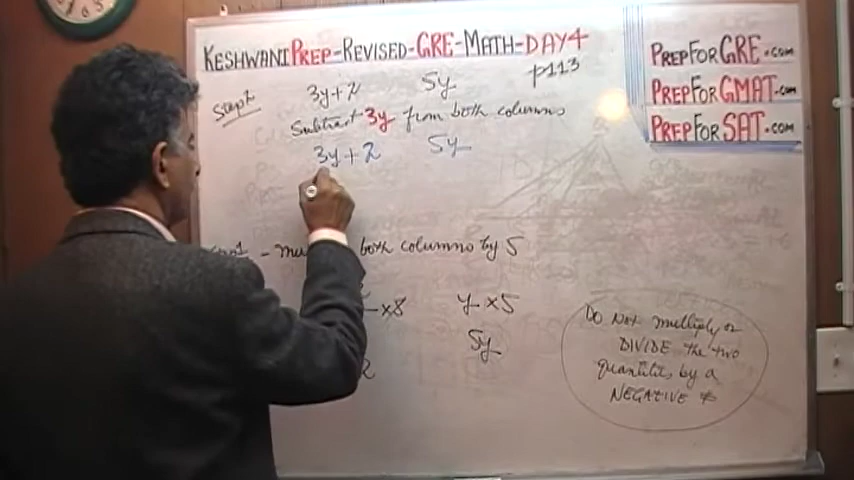 KESHWANI PREP-REVISED-GRE-MATH-DAY4
p113
PREPFORGRE.COM
PREPFORGMAT.COM
PREPFORSAT.COM
3y+2 5y
Subtract 3y from both columns
3y+2 5y
both columns by 5
×5 y ×5
5y
2
DO NOT multiply or
DIVIDE the two
quantities by a
NEGATIVE #